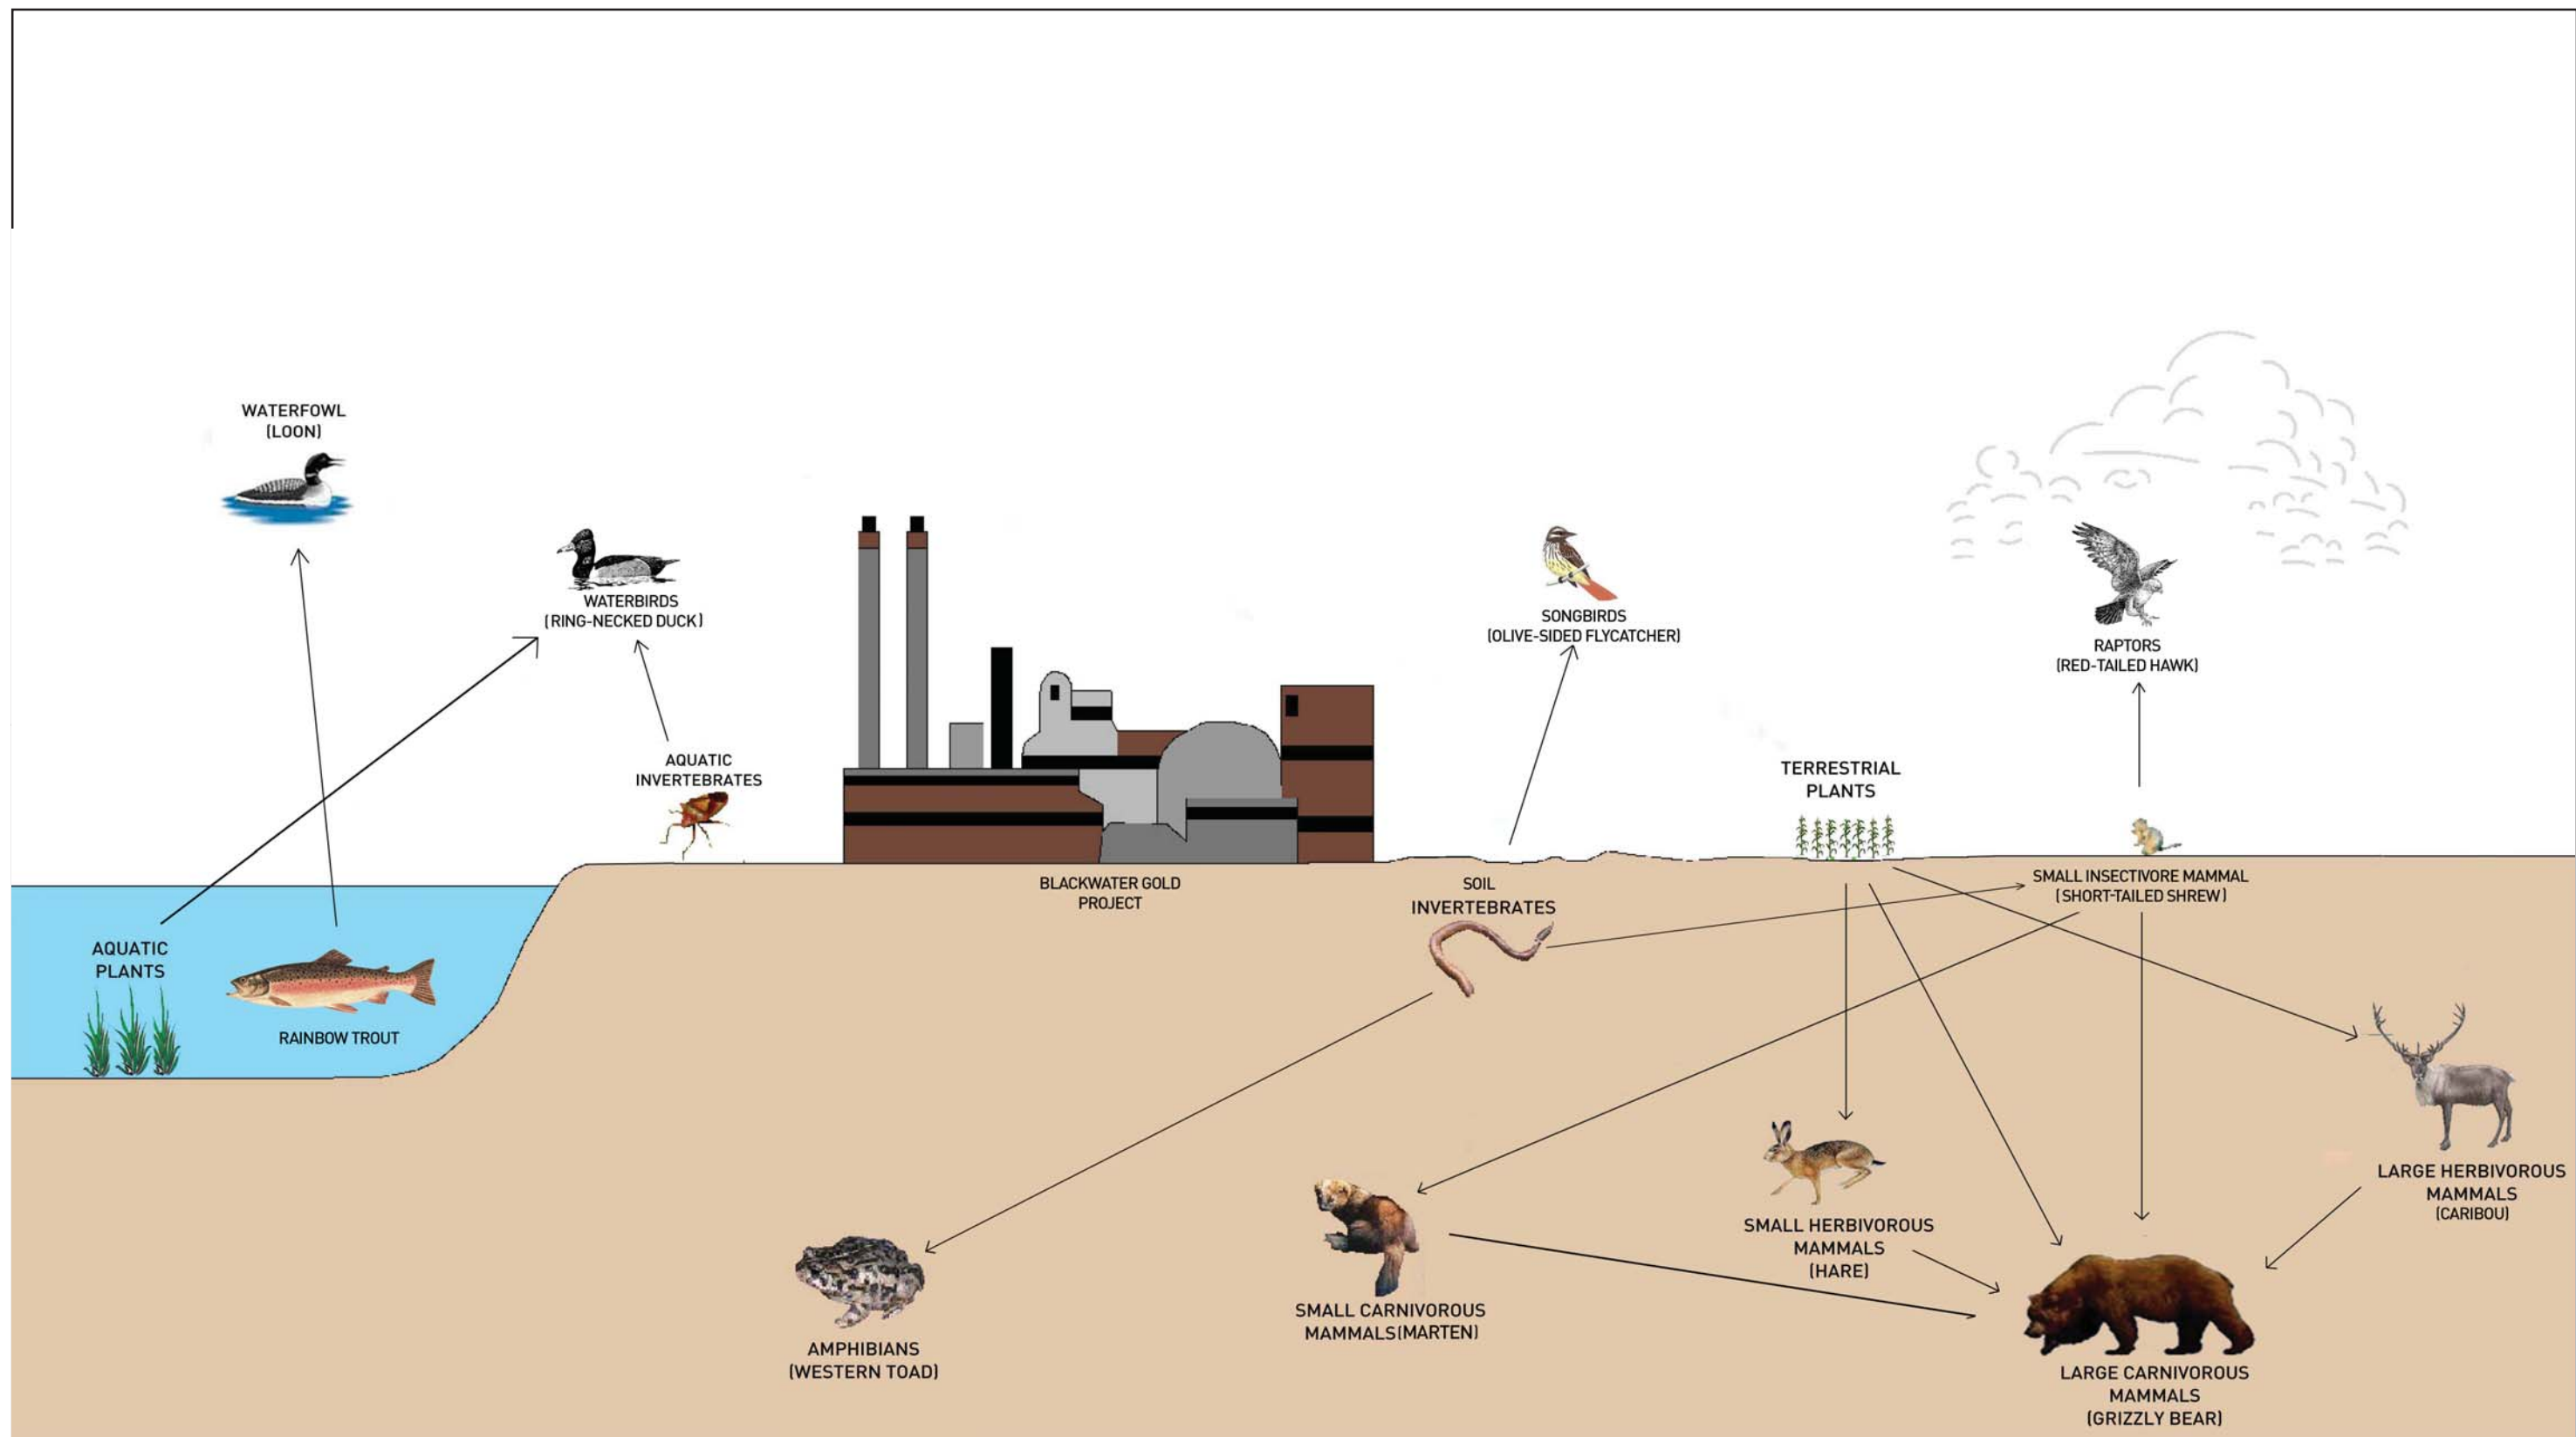 WATERFOWL
(LOON)
WATERBIRDS
(RING-NECKED DUCK)
AQUATIC
INVERTEBRATES
SONGBIRDS
(OLIVE-SIDED FLYCATCHER)
RAPTORS
(RED-TAILED HAWK)
TERRESTRIAL
PLANTS
AQUATIC
PLANTS
RAINBOW TROUT
BLACKWATER GOLD
PROJECT
SOIL
INVERTEBRATES
SMALL INSECTIVORE MAMMAL
(SHORT-TAILED SHREW)
AMPHIBIANS
(WESTERN TOAD)
SMALL CARNIVOROUS
MAMMALS(MARTEN)
SMALL HERBIVOROUS
MAMMALS
(HARE)
LARGE HERBIVOROUS
MAMMALS
(CARIBOU)
LARGE CARNIVOROUS
MAMMALS
(GRIZZLY BEAR)